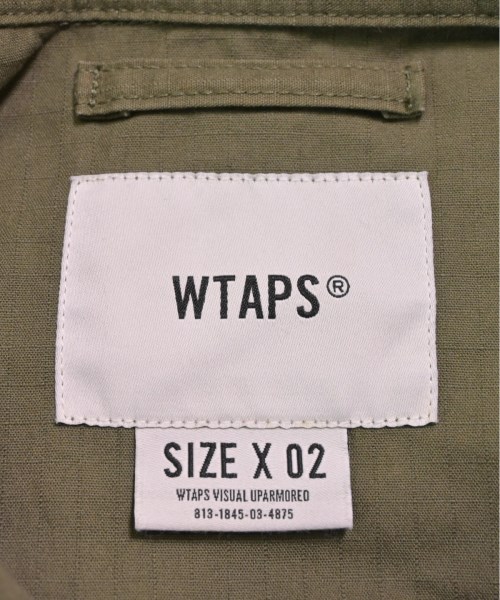 WTAPS®
SIZE X 02
WTAPS VISUAL UPARMORED
813-1845-03-4875